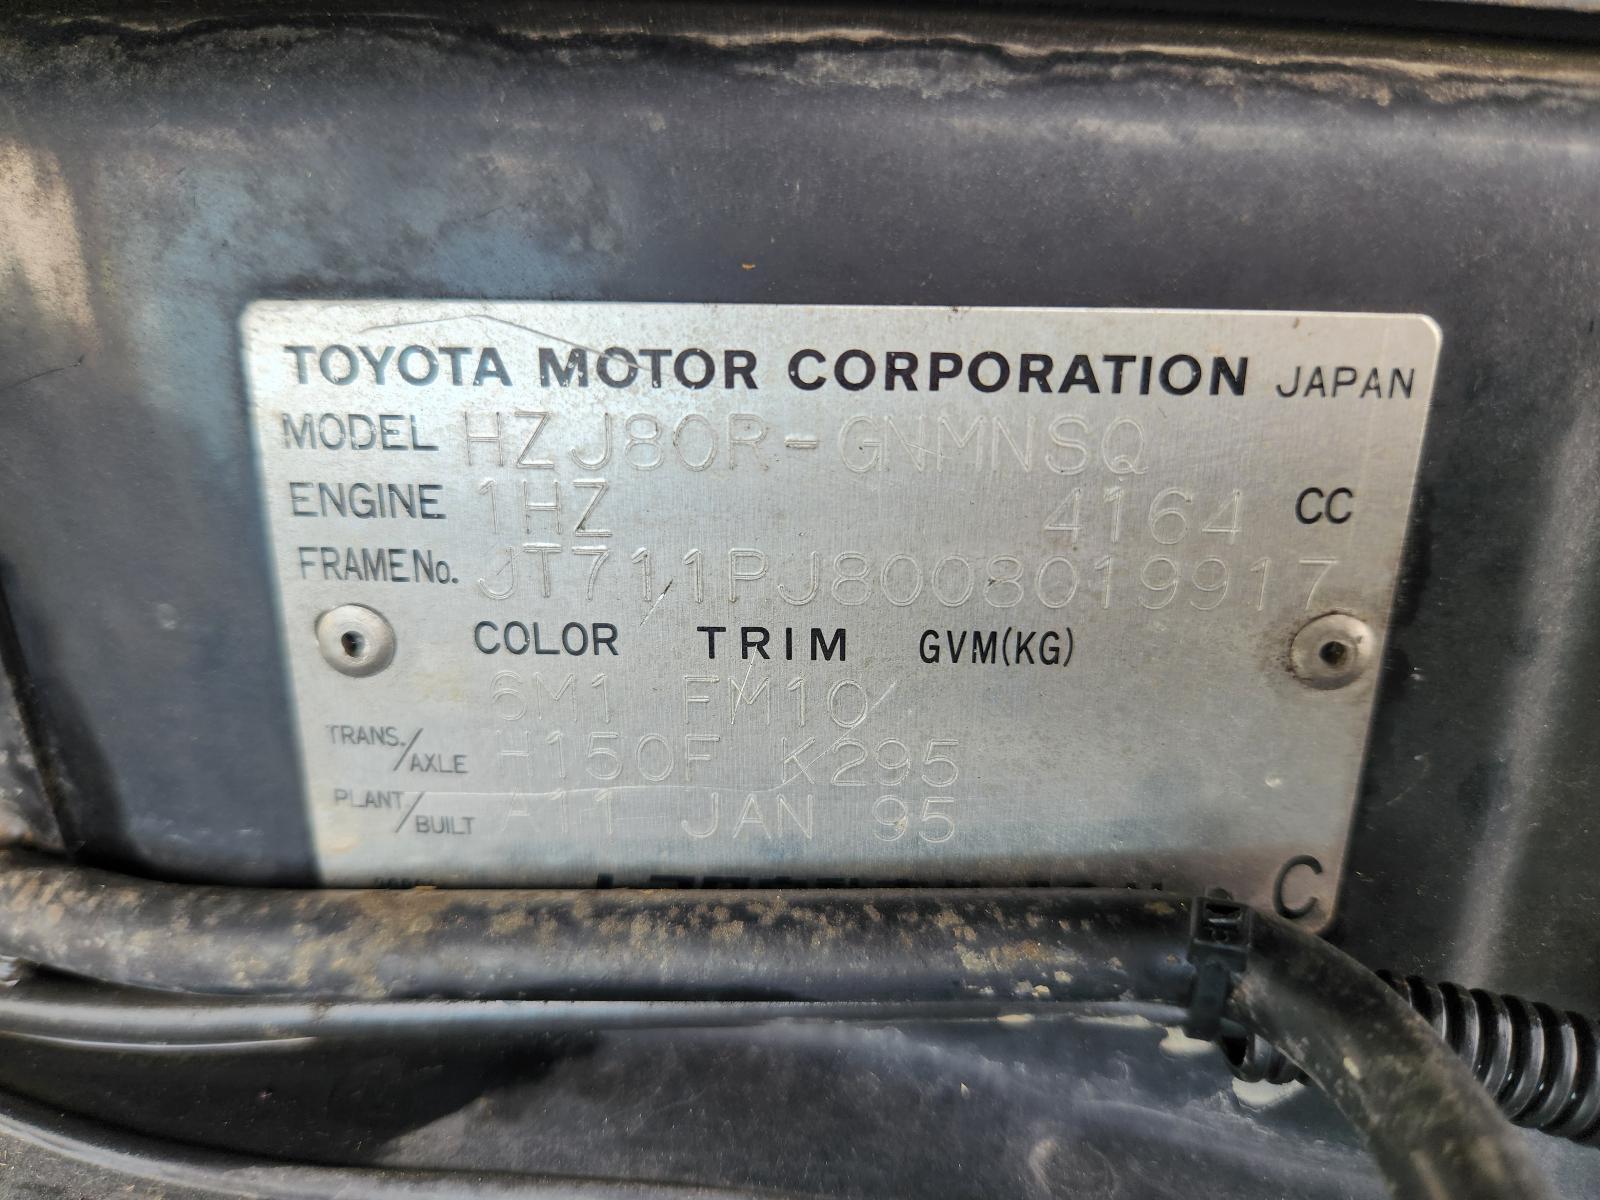 TOYOTA MOTOR CORPORATION JAPAN
MODEL HZJ80R-GNMNSQ
ENGINE 1HZ 4164 CC
FRAME No. JT711PJ8008019917
COLOR TRIM GVM(KG)
6M1 FM10/
TRANS./AXLE H150F K295
PLANT/BUILT A11 JAN 95
C